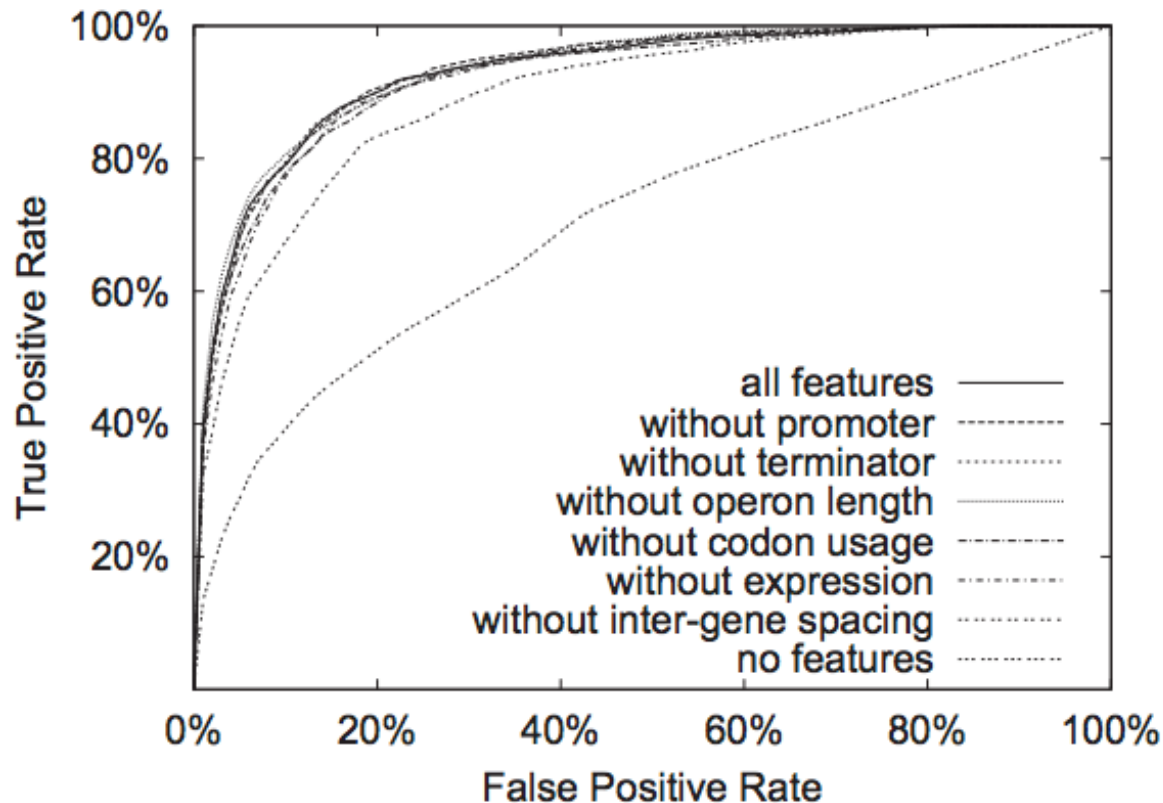 100%
80%
60%
40%
20%
True Positive Rate
all features
without promoter
without terminator
without operon length
without codon usage
without expression
without inter-gene spacing
no features
0% 20% 40% 60% 80% 100%
False Positive Rate